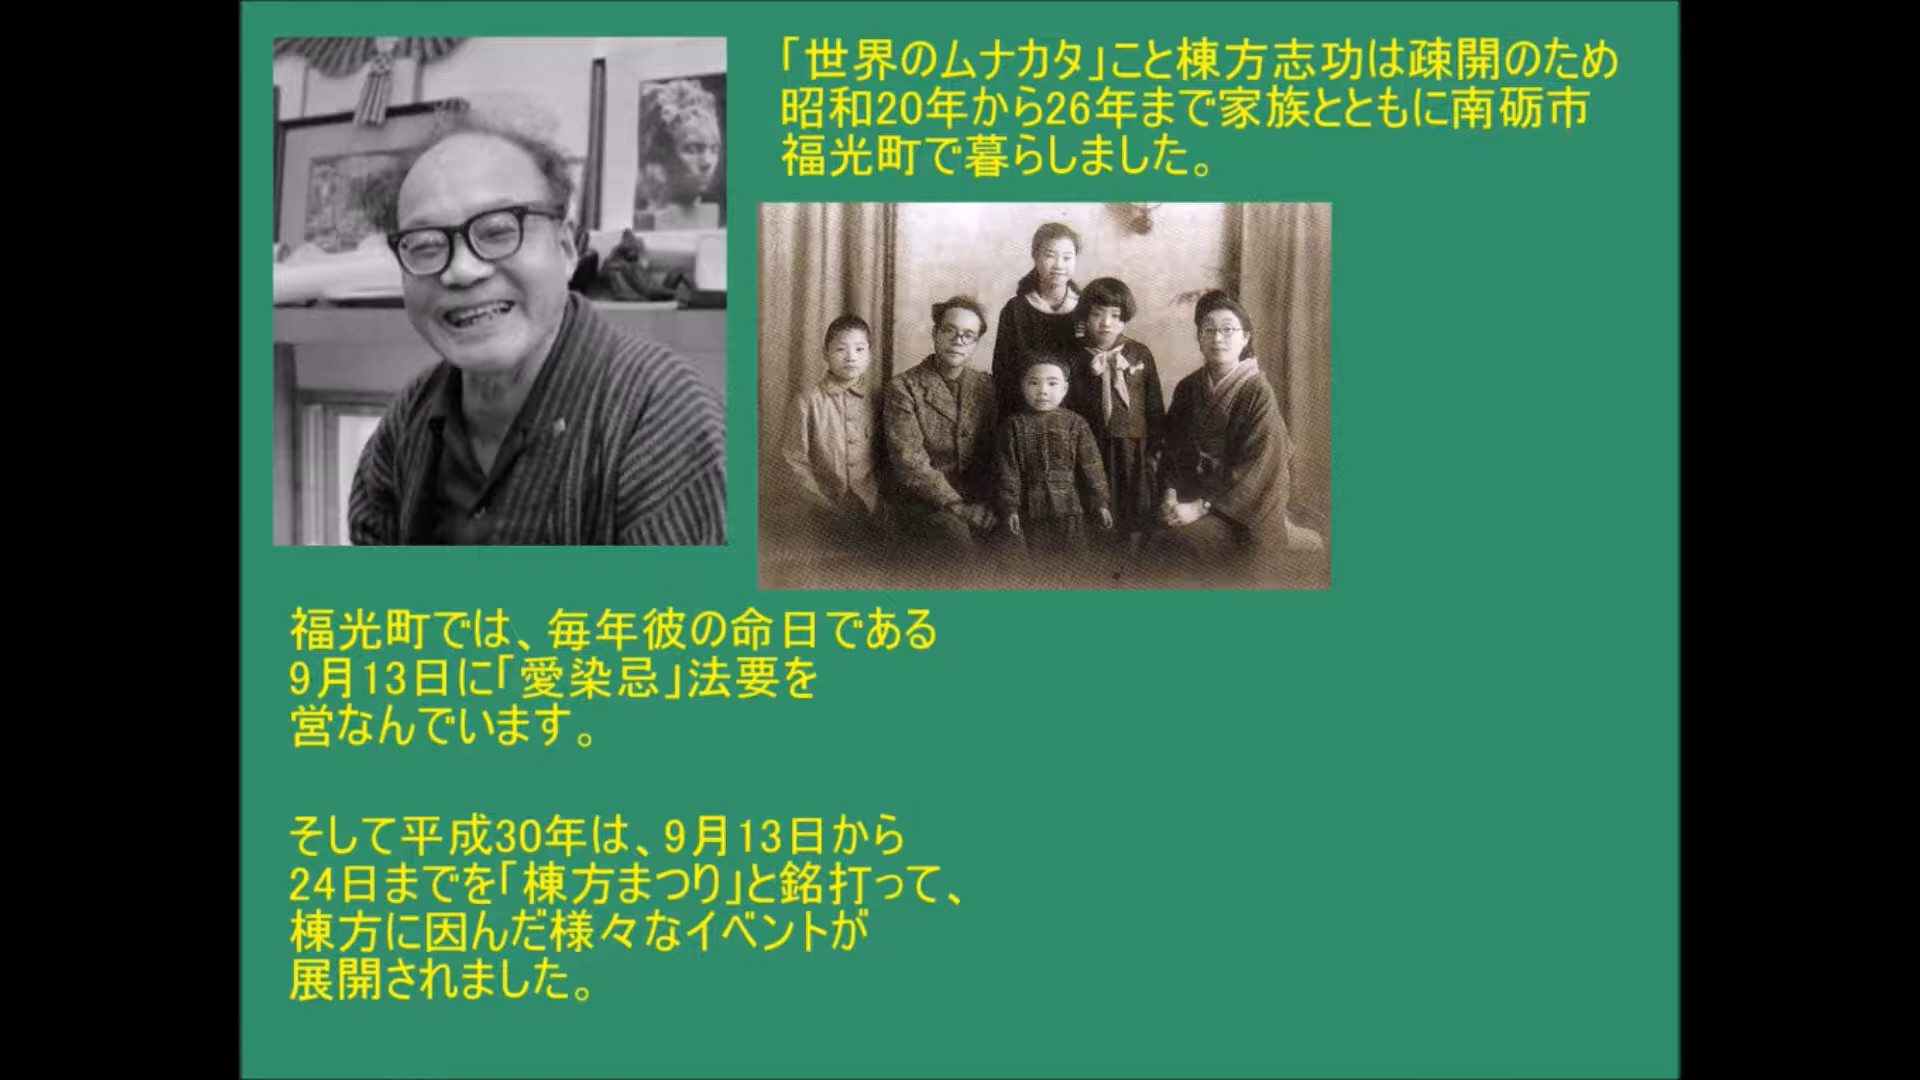 「世界のムナカタ」こと棟方志功は疎開のため
昭和20年から26年まで家族とともに南砺市
福光町で暮らしました。
福光町では、毎年彼の命日である
9月13日に「愛染忌」法要を
営なんでいます。
そして平成30年は、9月13日から
24日までを「棟方まつり」と銘打って、
棟方に因んだ様々なイベントが
展開されました。